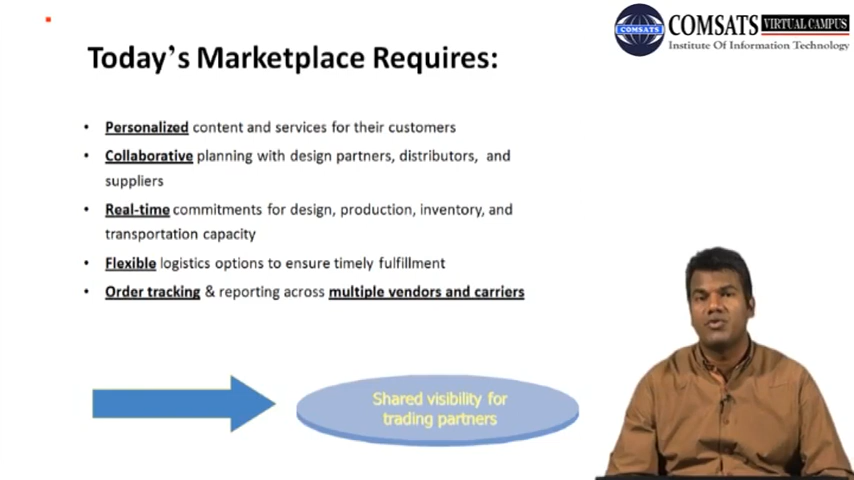 COMSATS VIRTUAL CAMPUS
COMSATS
Institute Of Information Technology
Today's Marketplace Requires:
• Personalized content and services for their customers
• Collaborative planning with design partners, distributors, and
suppliers
• Real-time commitments for design, production, inventory, and
transportation capacity
• Flexible logistics options to ensure timely fulfillment
• Order tracking & reporting across multiple vendors and carriers
Shared visibility for
trading partners